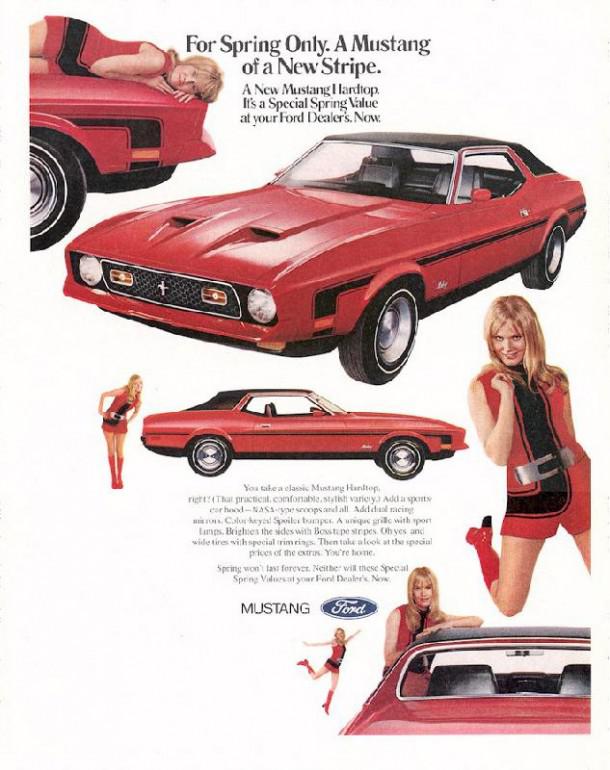 For Spring Only. A Mustang
of a New Stripe.
A New Mustang Hardtop.
It's a Special Spring Value
at your Ford Dealer's. Now.
You take a classic Mustang Hardtop,
right? (That practical, comfortable, stylish variety.) Add a sports
car hood — NASA-type scoops and all. Add dual racing
mirrors. Color-keyed Spoiler bumper. A unique grille with sport
lamps. Brighten the sides with Boss tape stripes. Oh yes, and
wide tires with special trim rings. Then take a look at the special
prices of the extras. You're home.
Spring won't last forever. Neither will these Special
Spring Values at your Ford Dealer's. Now.
MUSTANG Ford